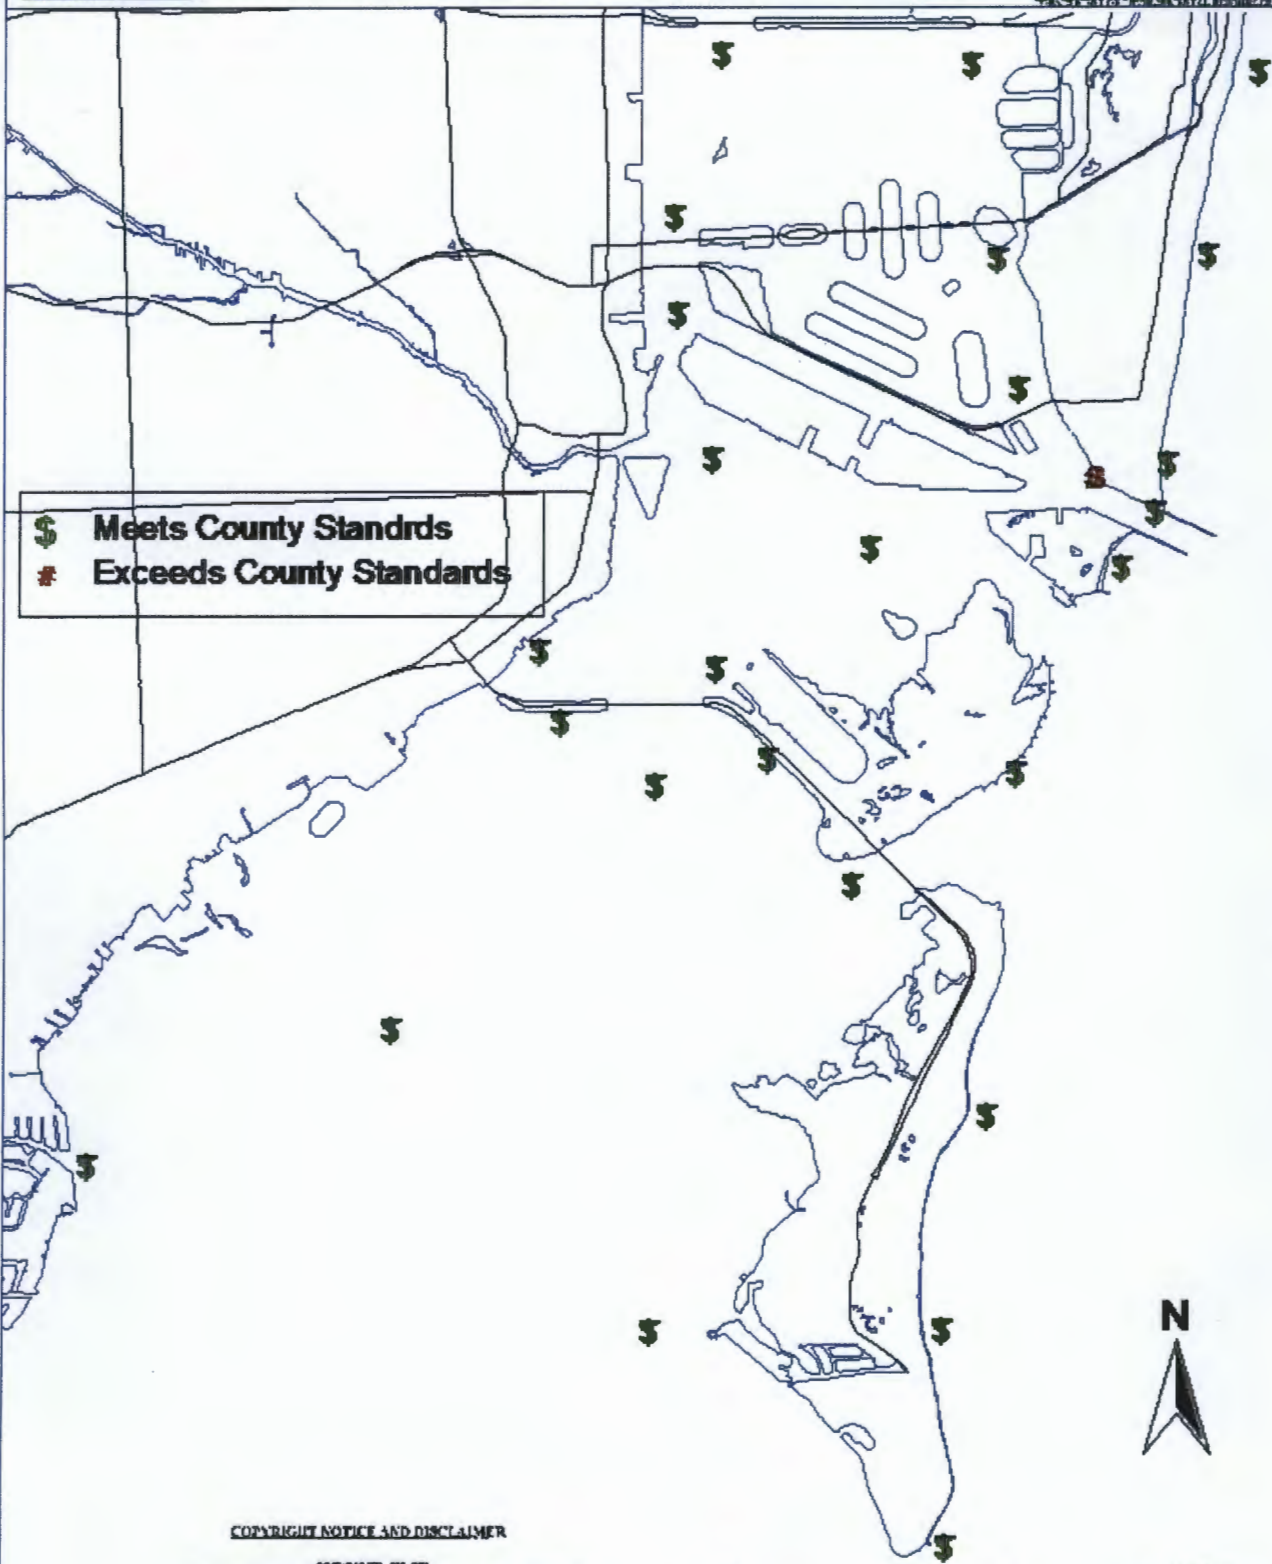 $ Meets County Standrds
# Exceeds County Standards
N
COPYRIGHT NOTICE AND DISCLAIMER